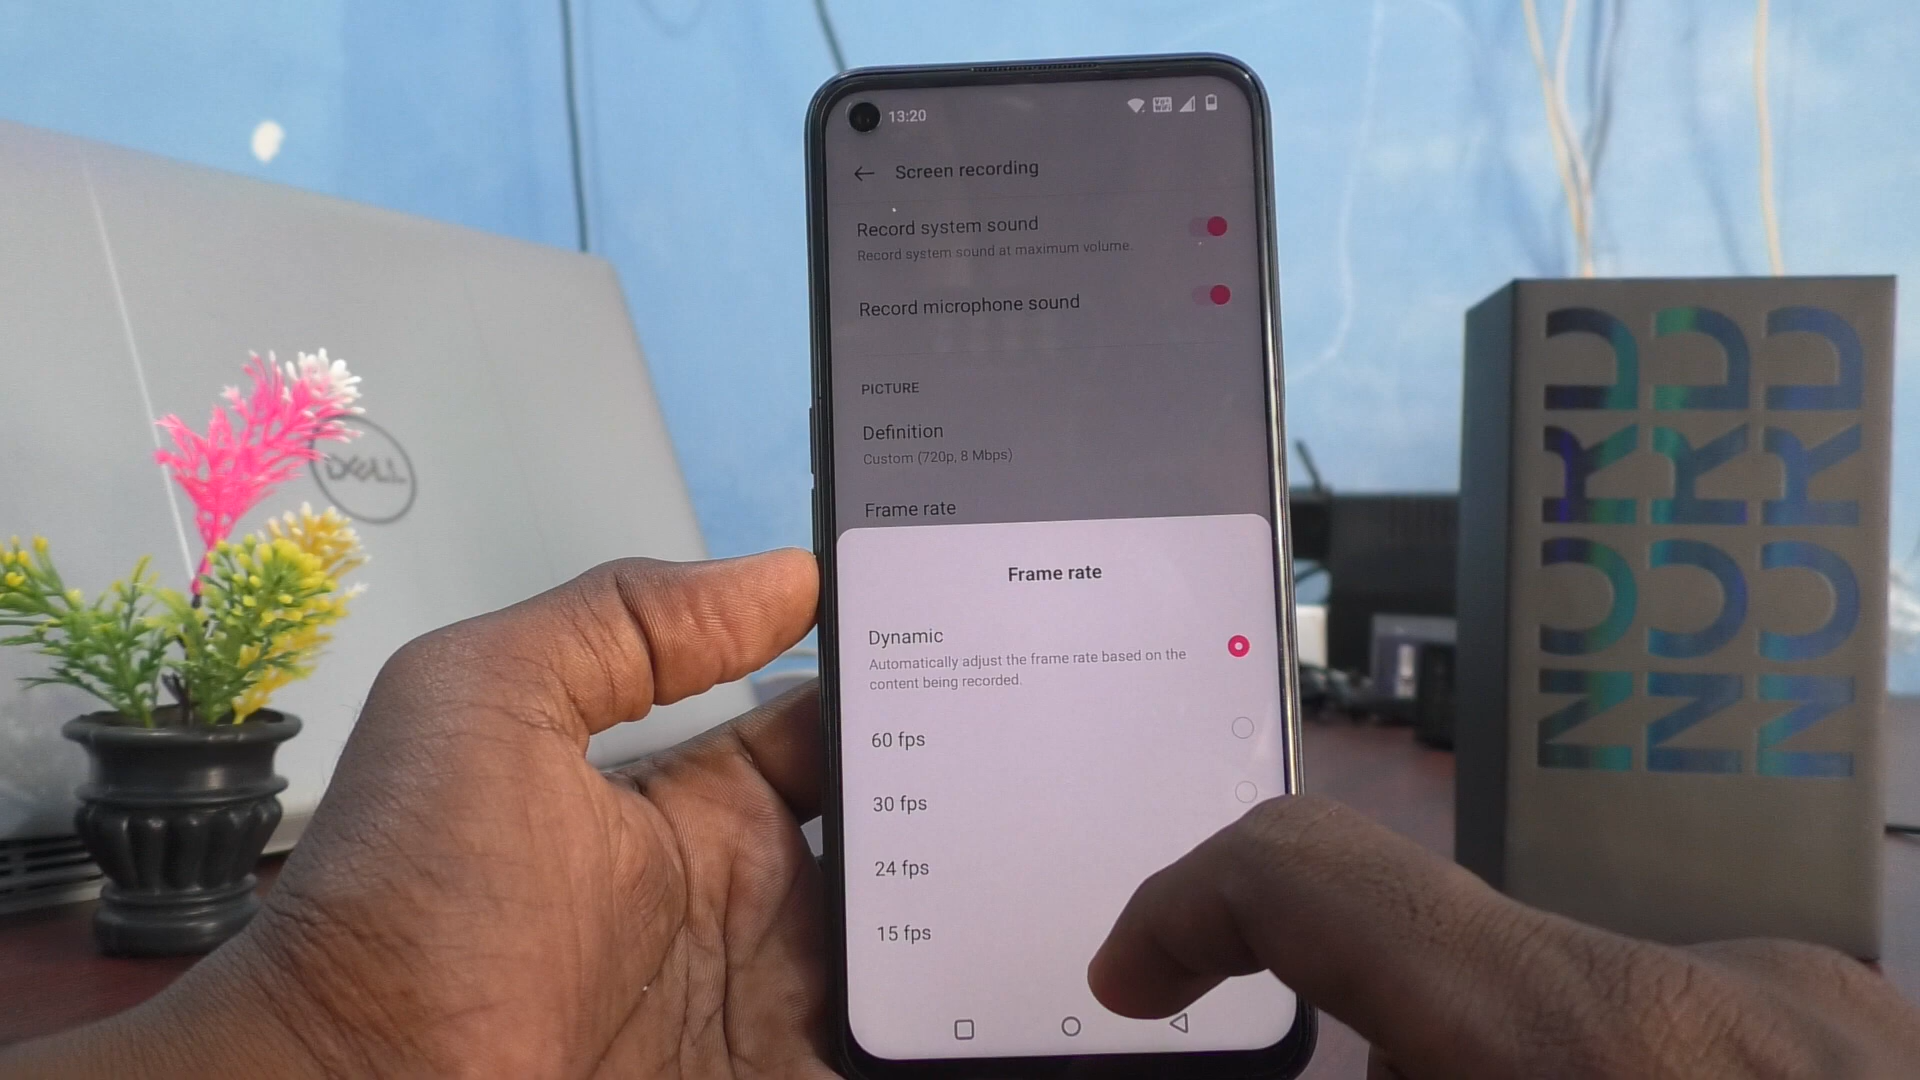 13:20
Screen recording
Record system sound
Record system sound at maximum volume.
Record microphone sound
PICTURE
Definition
Custom (720p, 8 Mbps)
Frame rate
Frame rate
Dynamic
Automatically adjust the frame rate based on the
content being recorded.
60 fps
30 fps
24 fps
15 fps
DELL
NORD
NORD
NORD